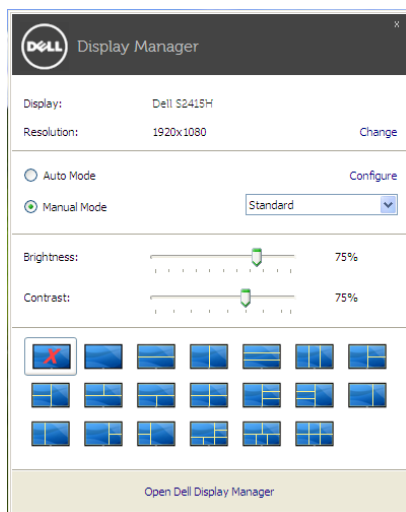 x
DELL Display Manager
Display: Dell S2415H
Resolution: 1920x1080 Change
Auto Mode Configure
Manual Mode Standard
Brightness: 75%
Contrast: 75%
Open Dell Display Manager